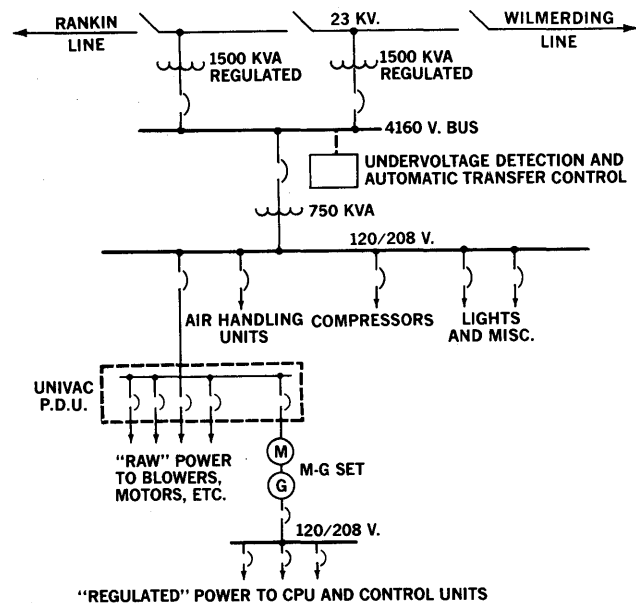 RANKIN
LINE
23 KV.
WILMERDING
LINE
1500 KVA
REGULATED
1500 KVA
REGULATED
4160 V. BUS
UNDERVOLTAGE DETECTION AND
AUTOMATIC TRANSFER CONTROL
750 KVA
120/208 V.
AIR HANDLING
UNITS
COMPRESSORS
LIGHTS
AND MISC.
UNIVAC
P.D.U.
"RAW" POWER
TO BLOWERS,
MOTORS, ETC.
M
G
M-G SET
120/208 V.
"REGULATED" POWER TO CPU AND CONTROL UNITS